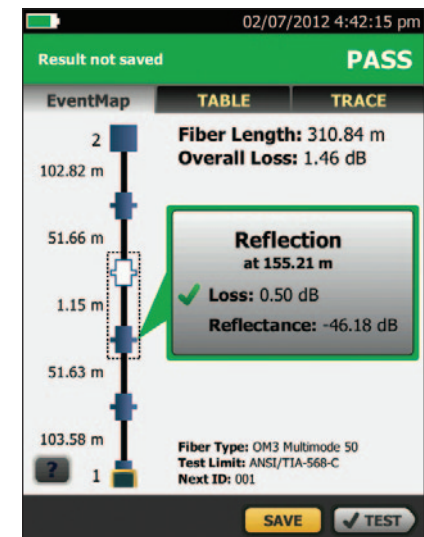 02/07/2012 4:42:15 pm
Result not saved
PASS
EventMap
TABLE
TRACE
2
Fiber Length: 310.84 m
Overall Loss: 1.46 dB
102.82 m
51.66 m
Reflection
at 155.21 m
Loss: 0.50 dB
Reflectance: -46.18 dB
1.15 m
51.63 m
103.58 m
?
1
Fiber Type: OM3 Multimode 50
Test Limit: ANSI/TIA-568-C
Next ID: 001
SAVE
TEST